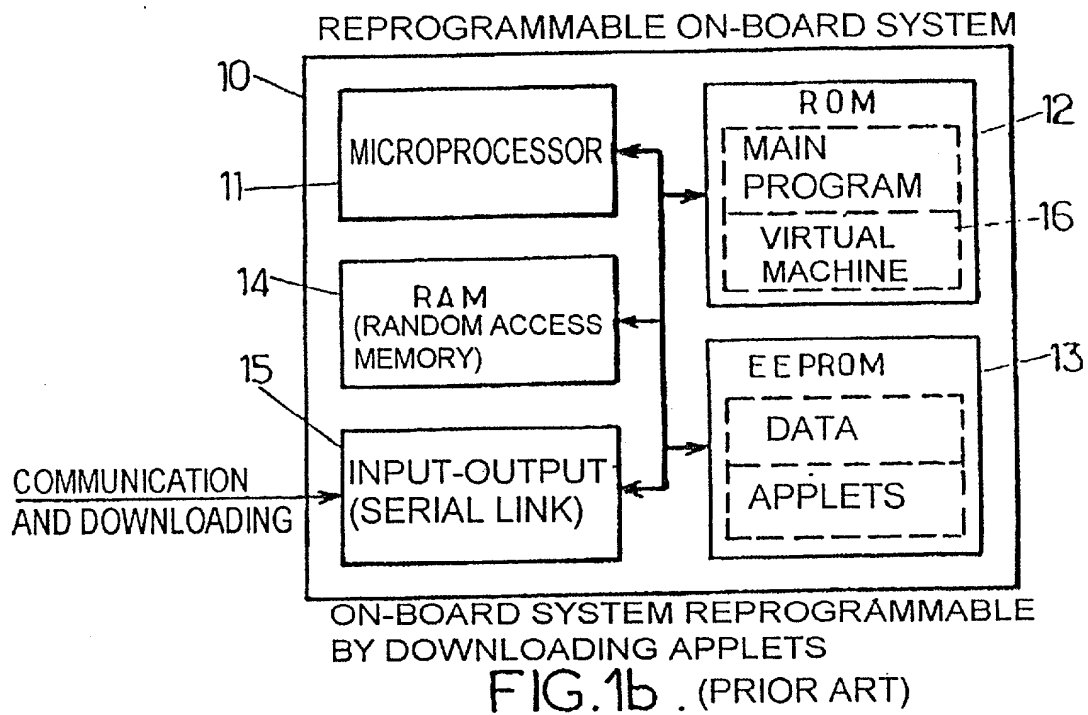 REPROGRAMMABLE ON-BOARD SYSTEM
10
MICROPROCESSOR
11
ROM
12
MAIN
PROGRAM
16
VIRTUAL
MACHINE
14
RAM
(RANDOM ACCESS
MEMORY)
EEPROM
13
DATA
APPLETS
15
INPUT-OUTPUT
(SERIAL LINK)
COMMUNICATION
AND DOWNLOADING
ON-BOARD SYSTEM REPROGRAMMABLE
BY DOWNLOADING APPLETS
FIG.1b. (PRIOR ART)